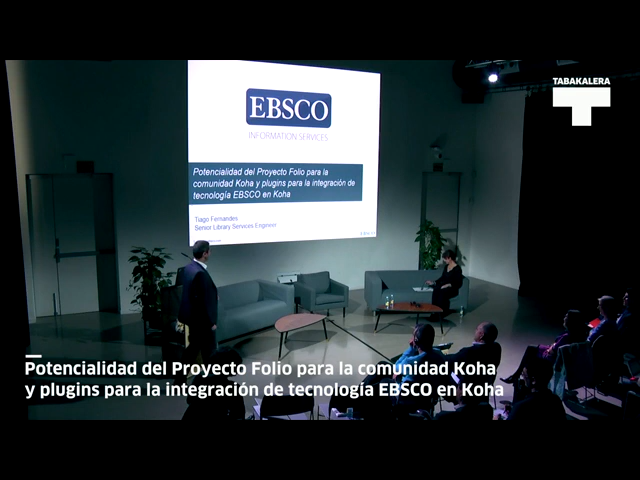 TABAKALERA
EBSCO
INFORMATION SERVICES
Potencialidad del Proyecto Folio para la
comunidad Koha y plugins para la integración de
tecnología EBSCO en Koha
Tiago Fernandes
Senior Library Services Engineer
Potencialidad del Proyecto Folio para la comunidad Koha
y plugins para la integración de tecnología EBSCO en Koha